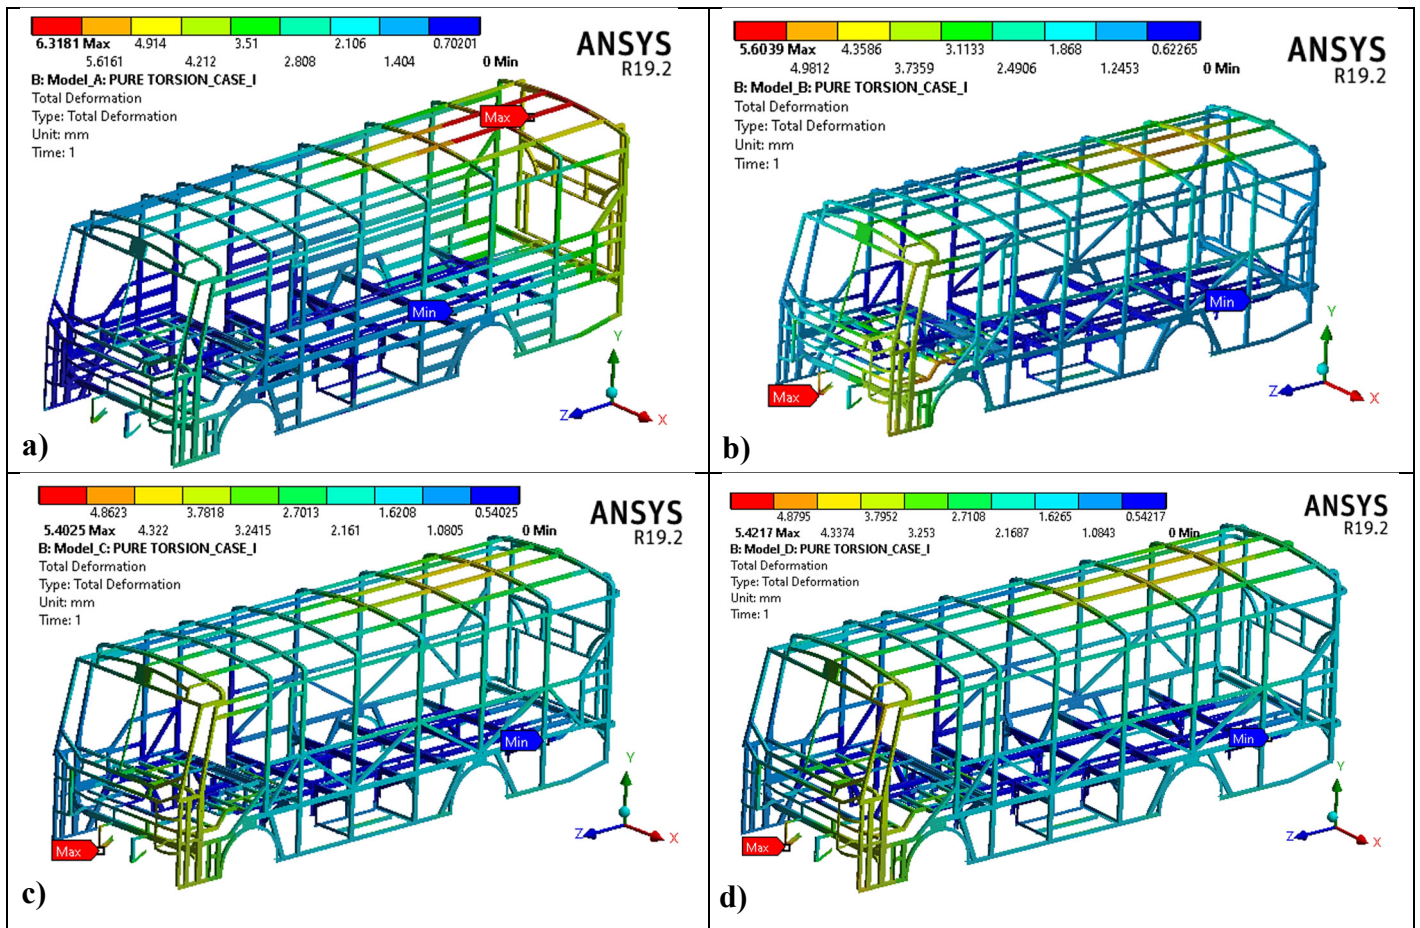 6.3181 Max 4.914 3.51 2.106 0.70201
5.6161 4.212 2.808 1.404 0 Min
ANSYS
R19.2
B: Model_A: PURE TORSION_CASE_I
Total Deformation
Type: Total Deformation
Unit: mm
Time: 1
Max
Min
Y
Z
X
a)
5.6039 Max 4.3586 3.1133 1.868 0.62265
4.9812 3.7359 2.4906 1.2453 0 Min
ANSYS
R19.2
B: Model_B: PURE TORSION_CASE_I
Total Deformation
Type: Total Deformation
Unit: mm
Time: 1
Min
Max
Y
Z
X
b)
4.8623 3.7818 2.7013 1.6208 0.54025
5.4025 Max 4.322 3.2415 2.161 1.0805 0 Min
ANSYS
R19.2
B: Model_C: PURE TORSION_CASE_I
Total Deformation
Type: Total Deformation
Unit: mm
Time: 1
Min
Max
Y
Z
X
c)
4.8795 3.7952 2.7108 1.6265 0.54217
5.4217 Max 4.3374 3.253 2.1687 1.0843 0 Min
ANSYS
R19.2
B: Model_D: PURE TORSION_CASE_I
Total Deformation
Type: Total Deformation
Unit: mm
Time: 1
Min
Max
Y
Z
X
d)